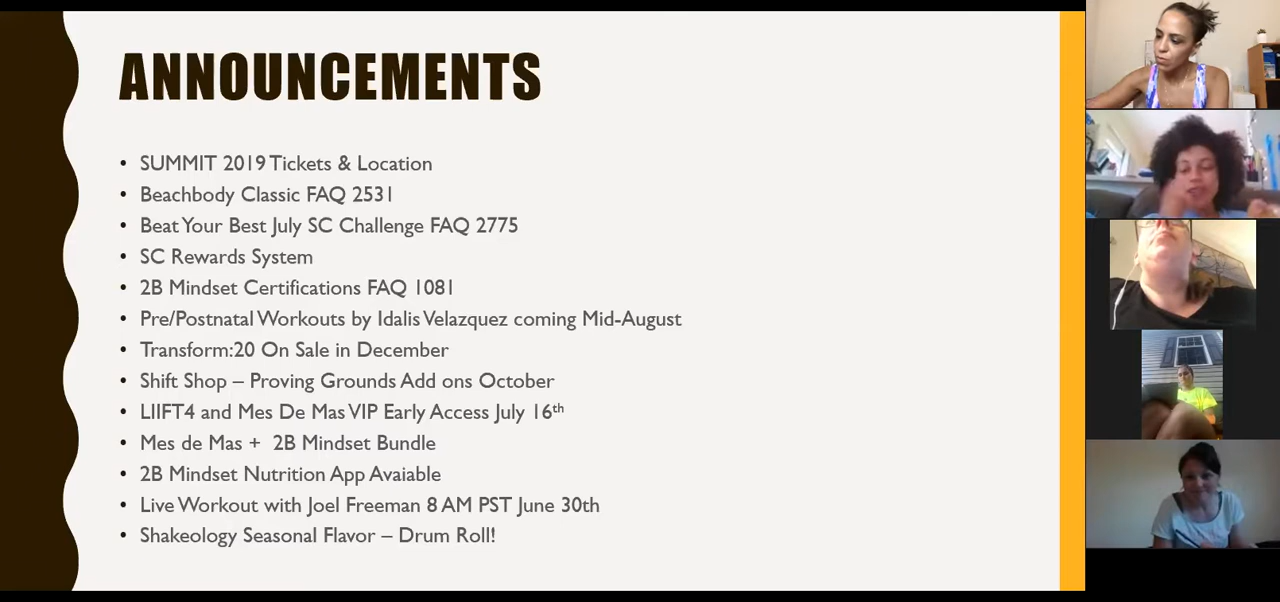 ANNOUNCEMENTS
• SUMMIT 2019 Tickets & Location
• Beachbody Classic FAQ 2531
• Beat Your Best July SC Challenge FAQ 2775
• SC Rewards System
• 2B Mindset Certifications FAQ 1081
• Pre/Postnatal Workouts by Idalis Velazquez coming Mid-August
• Transform:20 On Sale in December
• Shift Shop – Proving Grounds Add ons October
• LIIFT4 and Mes De Mas VIP Early Access July 16th
• Mes de Mas + 2B Mindset Bundle
• 2B Mindset Nutrition App Avaiable
• Live Workout with Joel Freeman 8 AM PST June 30th
• Shakeology Seasonal Flavor – Drum Roll!